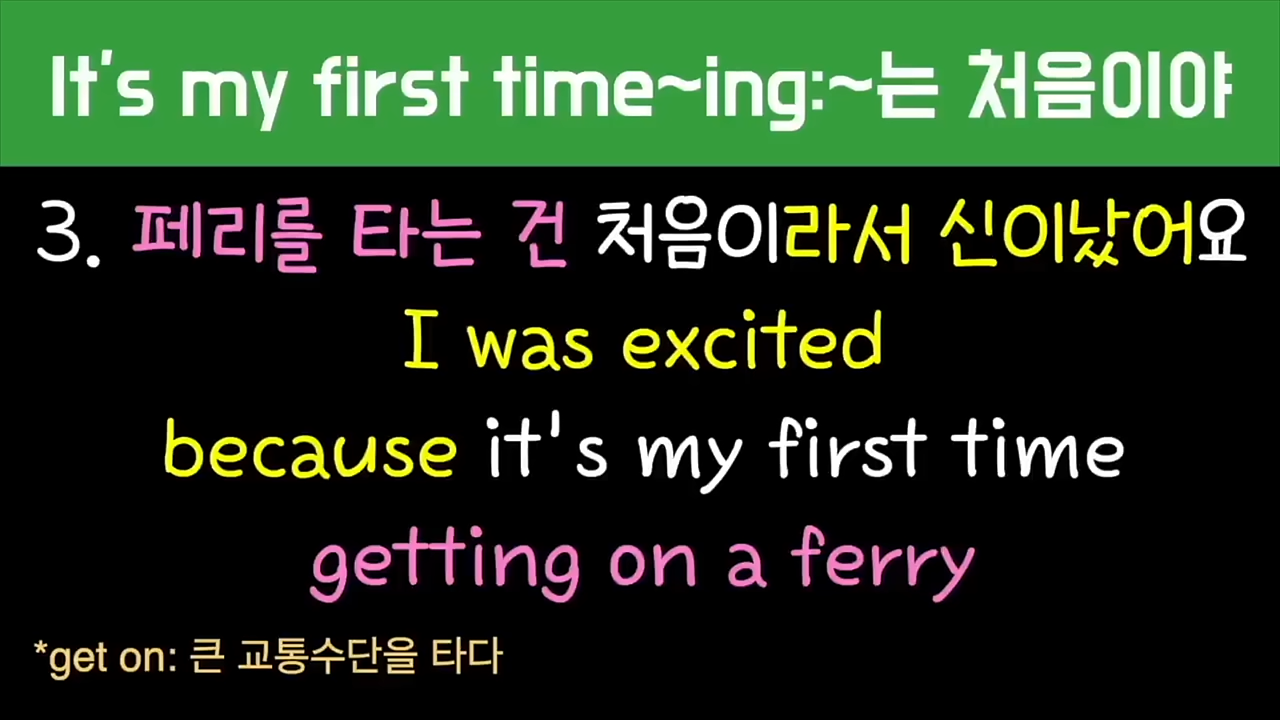 It's my first time~ing:~는 처음이야
3. 페리를 타는 건 처음이라서 신이났어요
I was excited
because it's my first time
getting on a ferry
*get on: 큰 교통수단을 타다